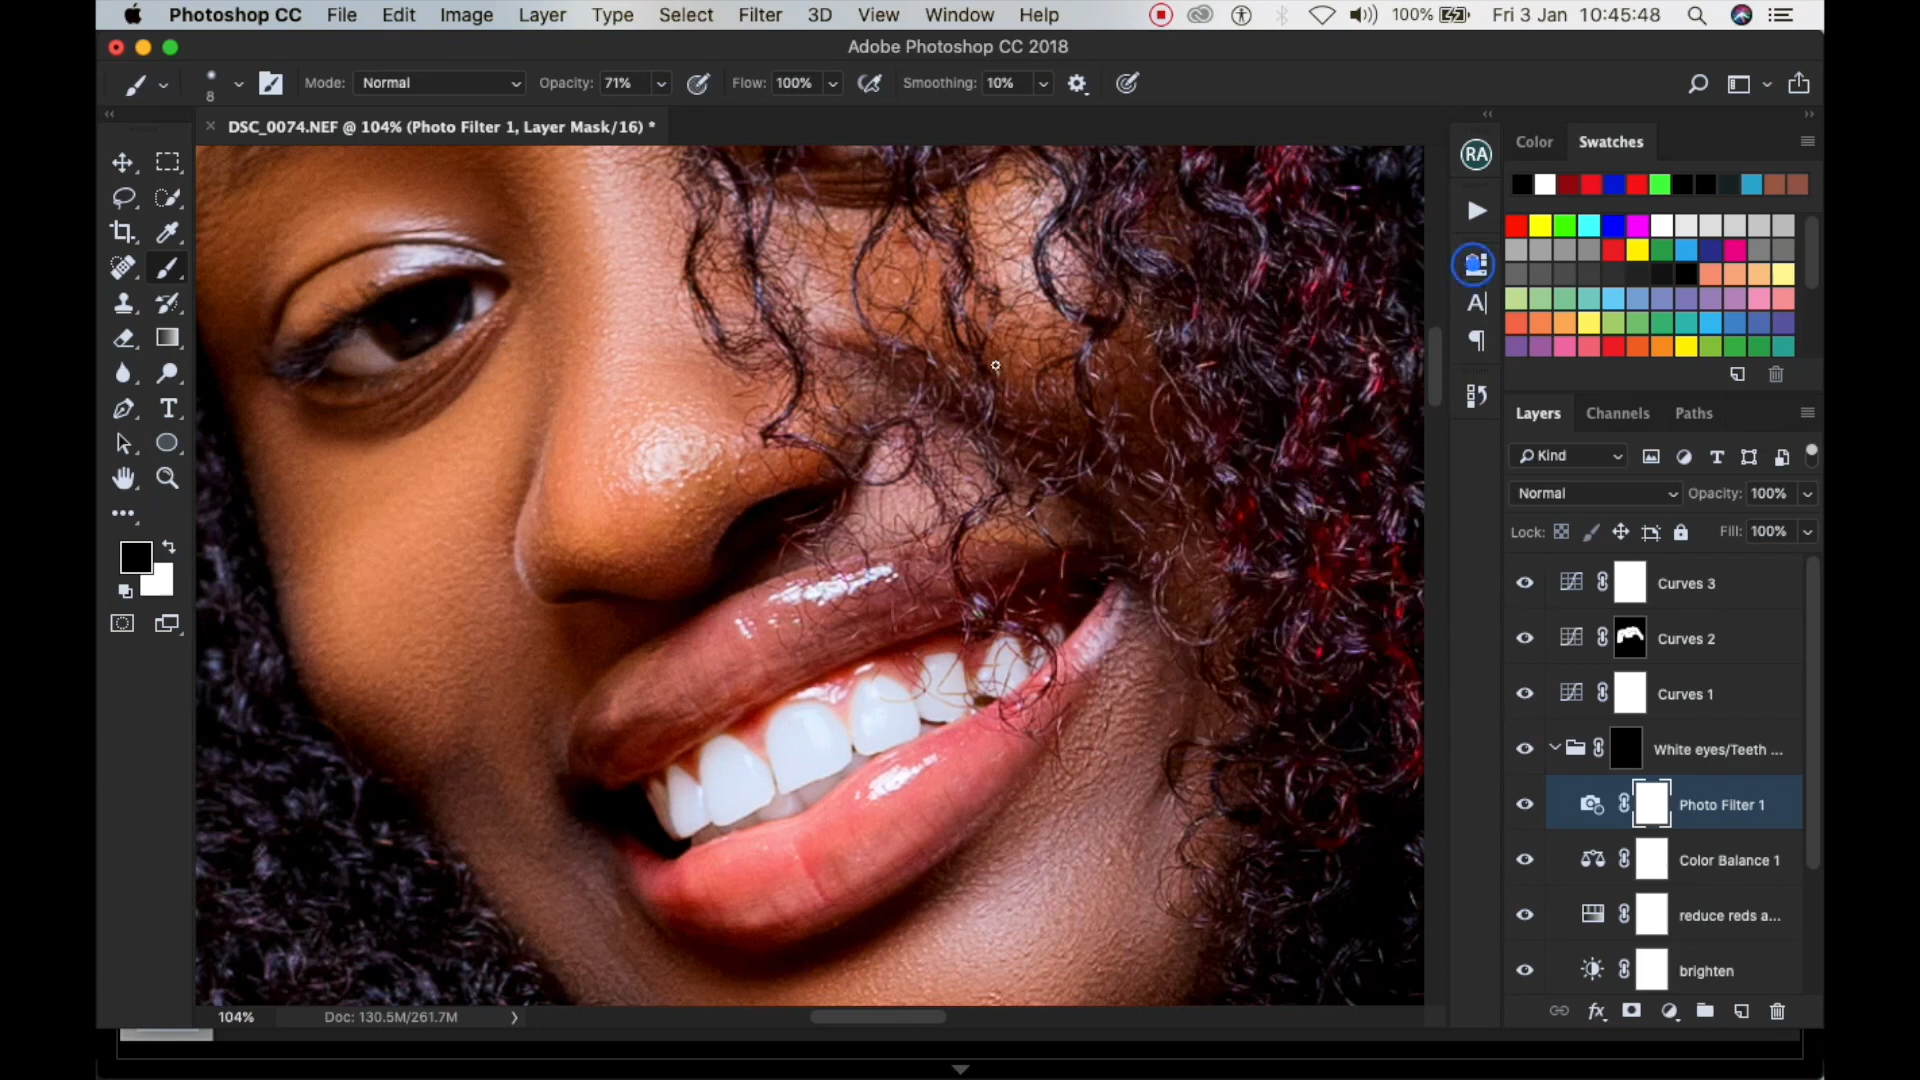 Photoshop CC File Edit Image Layer Type Select Filter 3D View Window Help 100% Fri 3 Jan 10:45:48
Adobe Photoshop CC 2018
8 Mode: Normal Opacity: 71% Flow: 100% Smoothing: 10%
DSC_0074.NEF @ 104% (Photo Filter 1, Layer Mask/16) *
RA
Color Swatches
Layers Channels Paths
Kind
Normal Opacity: 100%
Lock: Fill: 100%
Curves 3
Curves 2
Curves 1
White eyes/Teeth ...
Photo Filter 1
Color Balance 1
reduce reds a...
brighten
104% Doc: 130.5M/261.7M